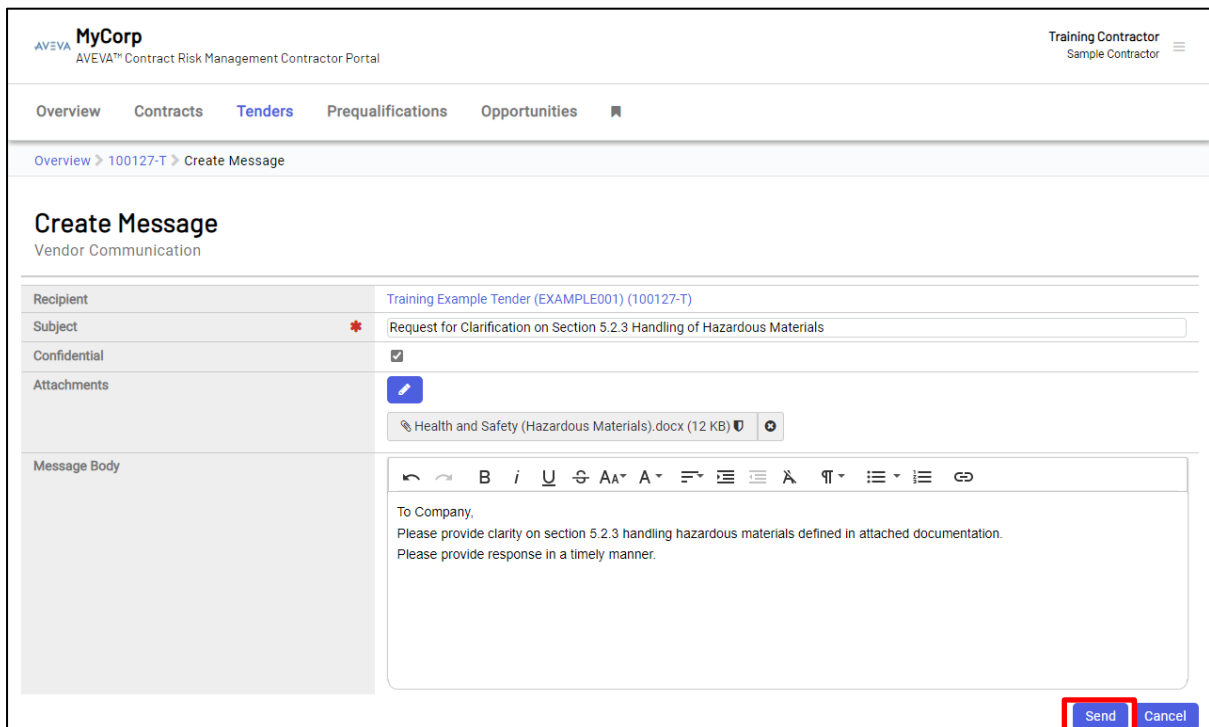 AVEVA MyCorp
AVEVA™ Contract Risk Management Contractor Portal
Training Contractor
Sample Contractor
Overview Contracts Tenders Prequalifications Opportunities
Overview > 100127-T > Create Message
Create Message
Vendor Communication
Recipient Training Example Tender (EXAMPLE001) (100127-T)
Subject * Request for Clarification on Section 5.2.3 Handling of Hazardous Materials
Confidential
Attachments
Health and Safety (Hazardous Materials).docx (12 KB)
Message Body
B i U S AA A
To Company,
Please provide clarity on section 5.2.3 handling hazardous materials defined in attached documentation.
Please provide response in a timely manner.
Send Cancel